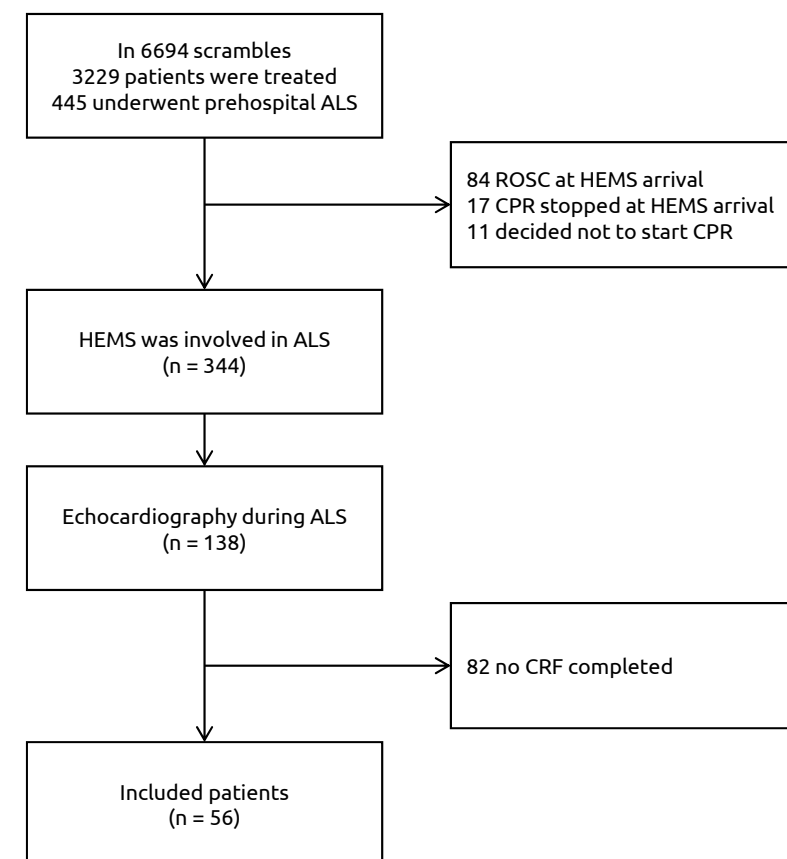 In 6694 scrambles
3229 patients were treated
445 underwent prehospital ALS
84 ROSC at HEMS arrival
17 CPR stopped at HEMS arrival
11 decided not to start CPR
HEMS was involved in ALS
(n = 344)
Echocardiography during ALS
(n = 138)
82 no CRF completed
Included patients
(n = 56)